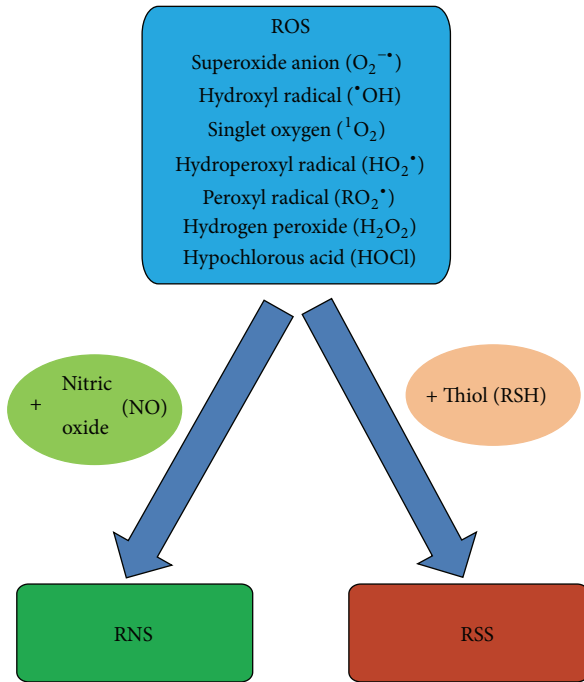 ROS
Superoxide anion (O₂⁻•)
Hydroxyl radical (•OH)
Singlet oxygen (¹O₂)
Hydroperoxyl radical (HO₂•)
Peroxyl radical (RO₂•)
Hydrogen peroxide (H₂O₂)
Hypochlorous acid (HOCl)
+ Nitric oxide (NO)
+ Thiol (RSH)
RNS
RSS